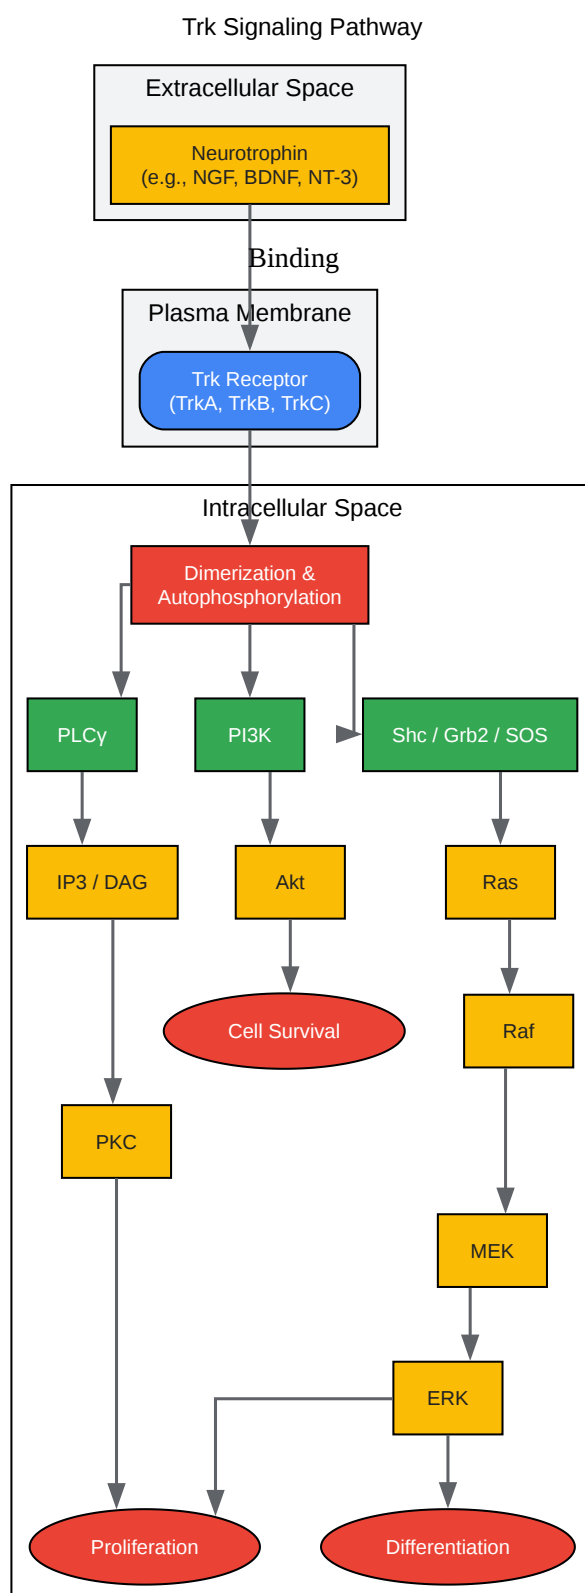 Trk Signaling Pathway
Extracellular Space
Neurotrophin
(e.g., NGF, BDNF, NT-3)
Binding
Plasma Membrane
Trk Receptor
(TrkA, TrkB, TrkC)
Intracellular Space
Dimerization &
Autophosphorylation
PLCγ
PI3K
Shc / Grb2 / SOS
IP3 / DAG
Akt
Ras
Cell Survival
Raf
PKC
MEK
ERK
Proliferation
Differentiation